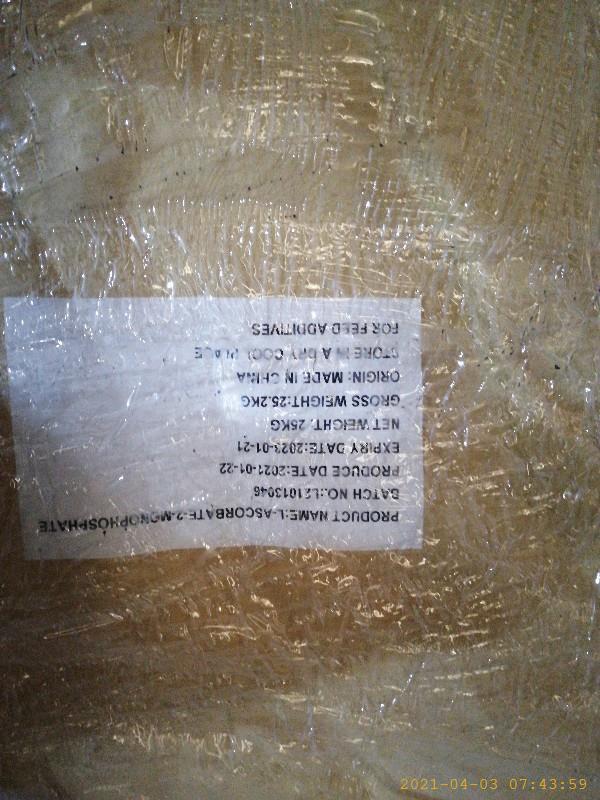 PRODUCT NAME:L-ASCORBATE-2-MONOPHOSPHATE
BATCH NO.:L21013046
PRODUCE DATE:2021-01-22
EXPIRY DATE:2023-01-21
NET WEIGHT: 25KG
GROSS WEIGHT:25.2KG
ORIGIN: MADE IN CHINA
STORE IN A DRY COOL PLACE
FOR FEED ADDITIVES
2021-04-03 07:43:59